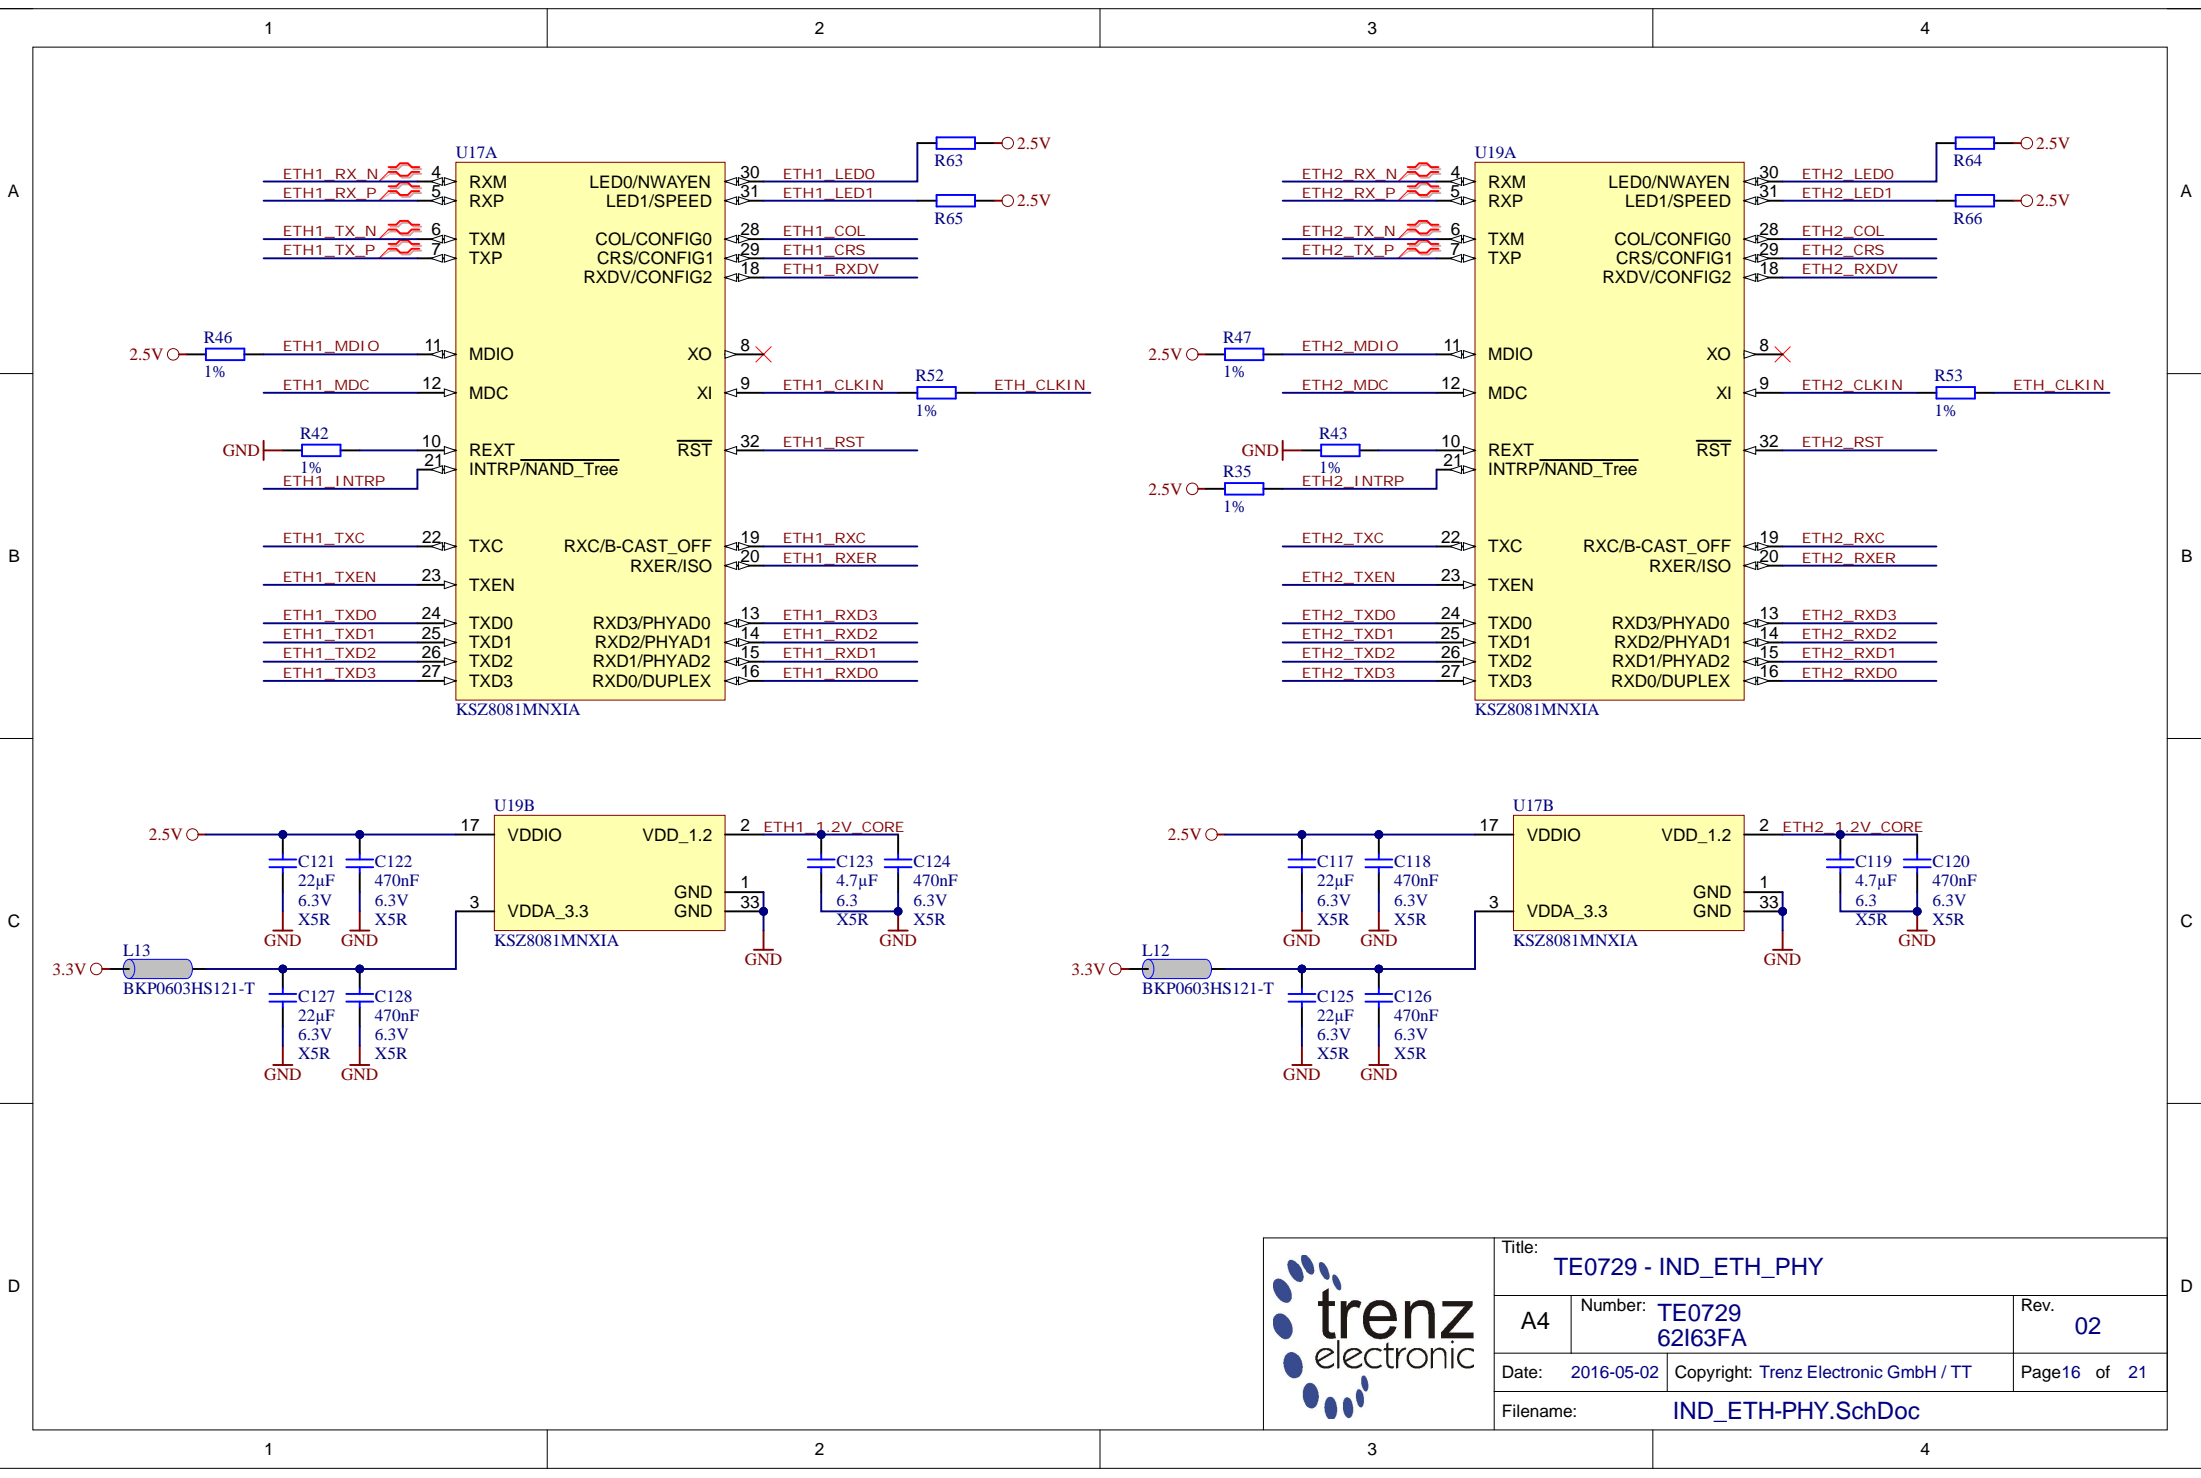 1 2 3 4
A A
B B
C C
D D
U17A
ETH1_RX_N 4 RXM
ETH1_RX_P 5 RXP
ETH1_TX_N 6 TXM
ETH1_TX_P 7 TXP
2.5V R46 1% ETH1_MDIO 11 MDIO
ETH1_MDC 12 MDC
GND R42 1% 10 REXT
ETH1_INTRP 21 INTRP/NAND_Tree
ETH1_TXC 22 TXC
ETH1_TXEN 23 TXEN
ETH1_TXD0 24 TXD0
ETH1_TXD1 25 TXD1
ETH1_TXD2 26 TXD2
ETH1_TXD3 27 TXD3
LED0/NWAYEN 30 ETH1_LED0 R63 2.5V
LED1/SPEED 31 ETH1_LED1 R65 2.5V
COL/CONFIG0 28 ETH1_COL
CRS/CONFIG1 29 ETH1_CRS
RXDV/CONFIG2 18 ETH1_RXDV
XO 8
XI 9 ETH1_CLKIN R52 1% ETH_CLKIN
RST 32 ETH1_RST
RXC/B-CAST_OFF 19 ETH1_RXC
RXER/ISO 20 ETH1_RXER
RXD3/PHYAD0 13 ETH1_RXD3
RXD2/PHYAD1 14 ETH1_RXD2
RXD1/PHYAD2 15 ETH1_RXD1
RXD0/DUPLEX 16 ETH1_RXD0
KSZ8081MNXIA
U19A
ETH2_RX_N 4 RXM
ETH2_RX_P 5 RXP
ETH2_TX_N 6 TXM
ETH2_TX_P 7 TXP
2.5V R47 1% ETH2_MDIO 11 MDIO
ETH2_MDC 12 MDC
GND R43 1% 10 REXT
2.5V R35 1% ETH2_INTRP 21 INTRP/NAND_Tree
ETH2_TXC 22 TXC
ETH2_TXEN 23 TXEN
ETH2_TXD0 24 TXD0
ETH2_TXD1 25 TXD1
ETH2_TXD2 26 TXD2
ETH2_TXD3 27 TXD3
LED0/NWAYEN 30 ETH2_LED0 R64 2.5V
LED1/SPEED 31 ETH2_LED1 R66 2.5V
COL/CONFIG0 28 ETH2_COL
CRS/CONFIG1 29 ETH2_CRS
RXDV/CONFIG2 18 ETH2_RXDV
XO 8
XI 9 ETH2_CLKIN R53 1% ETH_CLKIN
RST 32 ETH2_RST
RXC/B-CAST_OFF 19 ETH2_RXC
RXER/ISO 20 ETH2_RXER
RXD3/PHYAD0 13 ETH2_RXD3
RXD2/PHYAD1 14 ETH2_RXD2
RXD1/PHYAD2 15 ETH2_RXD1
RXD0/DUPLEX 16 ETH2_RXD0
KSZ8081MNXIA
U19B
2.5V 17 VDDIO VDD_1.2 2 ETH1_1.2V_CORE
3 VDDA_3.3 GND 1
GND 33
KSZ8081MNXIA
C121 22µF 6.3V X5R GND
C122 470nF 6.3V X5R GND
C123 4.7µF 6.3 X5R
C124 470nF 6.3V X5R GND
GND
3.3V L13 BKP0603HS121-T
C127 22µF 6.3V X5R GND
C128 470nF 6.3V X5R GND
U17B
2.5V 17 VDDIO VDD_1.2 2 ETH2_1.2V_CORE
3 VDDA_3.3 GND 1
GND 33
KSZ8081MNXIA
C117 22µF 6.3V X5R GND
C118 470nF 6.3V X5R GND
C119 4.7µF 6.3 X5R
C120 470nF 6.3V X5R GND
GND
3.3V L12 BKP0603HS121-T
C125 22µF 6.3V X5R GND
C126 470nF 6.3V X5R GND
trenz
electronic
Title: TE0729 - IND_ETH_PHY
A4 Number: TE0729
62I63FA
Rev. 02
Date: 2016-05-02 Copyright: Trenz Electronic GmbH / TT Page16 of 21
Filename: IND_ETH-PHY.SchDoc
1 2 3 4